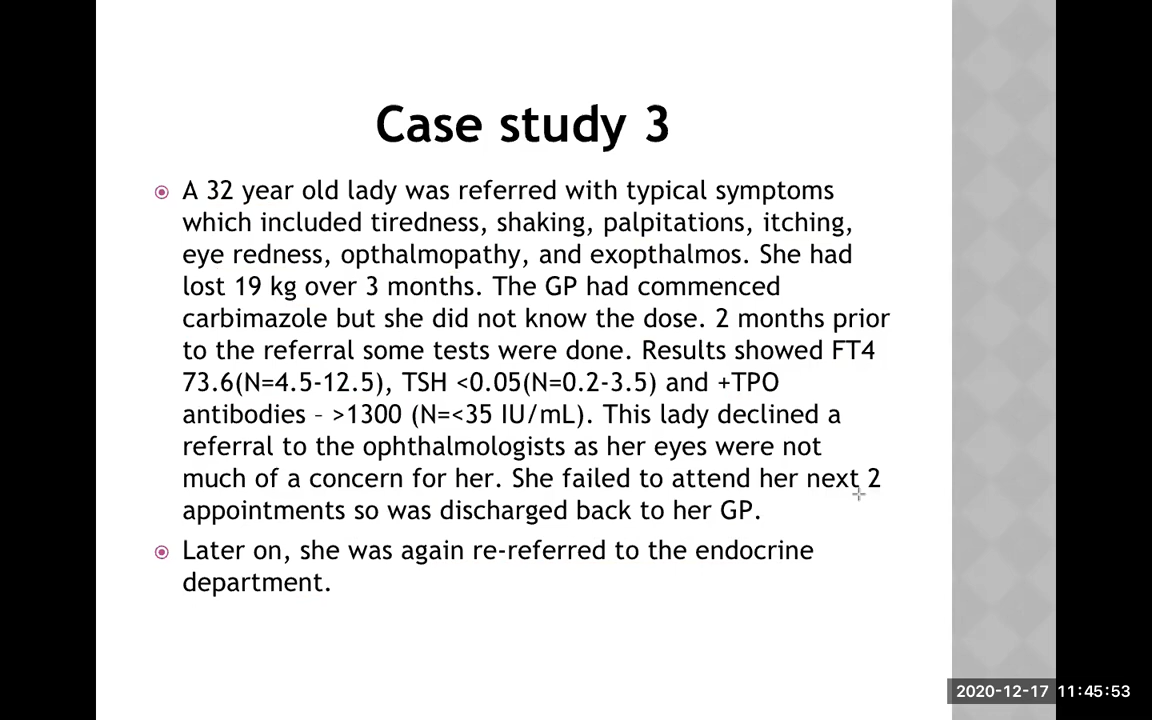 Case study 3
A 32 year old lady was referred with typical symptoms
which included tiredness, shaking, palpitations, itching,
eye redness, opthalmopathy, and exopthalmos. She had
lost 19 kg over 3 months. The GP had commenced
carbimazole but she did not know the dose. 2 months prior
to the referral some tests were done. Results showed FT4
73.6(N=4.5-12.5), TSH <0.05(N=0.2-3.5) and +TPO
antibodies – >1300 (N=<35 IU/mL). This lady declined a
referral to the ophthalmologists as her eyes were not
much of a concern for her. She failed to attend her next 2
appointments so was discharged back to her GP.
Later on, she was again re-referred to the endocrine
department.
2020-12-17 11:45:53